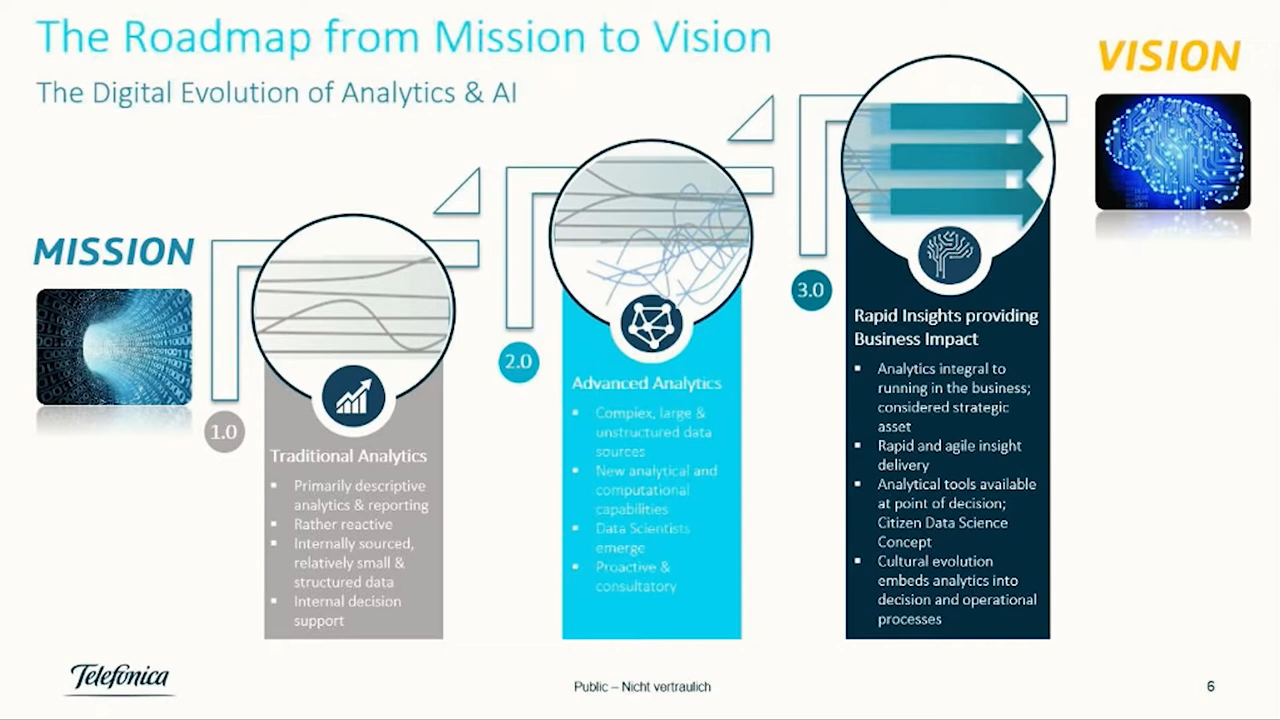 The Roadmap from Mission to Vision
The Digital Evolution of Analytics & AI
MISSION
VISION
1.0
Traditional Analytics
▪ Primarily descriptive
analytics & reporting
▪ Rather reactive
▪ Internally sourced,
relatively small &
structured data
▪ Internal decision
support
2.0
Advanced Analytics
▪ Complex, large &
unstructured data
sources
▪ New analytical and
computational
capabilities
▪ Data Scientists
emerge
▪ Proactive &
consultatory
3.0
Rapid Insights providing
Business Impact
▪ Analytics integral to
running in the business;
considered strategic
asset
▪ Rapid and agile insight
delivery
▪ Analytical tools available
at point of decision;
Citizen Data Science
Concept
▪ Cultural evolution
embeds analytics into
decision and operational
processes
Telefónica
Public – Nicht vertraulich
6